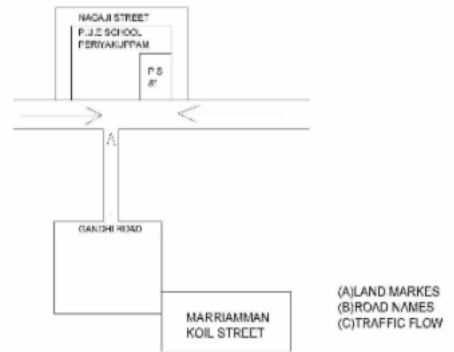 NAGAJI STREET
P.U.E SCHOOL
PERIYAKUPPAM
P S
87
GANDHI ROAD
MARRIAMMAN
KOIL STREET
(A)LAND MARKES
(B)ROAD NAMES
(C)TRAFFIC FLOW